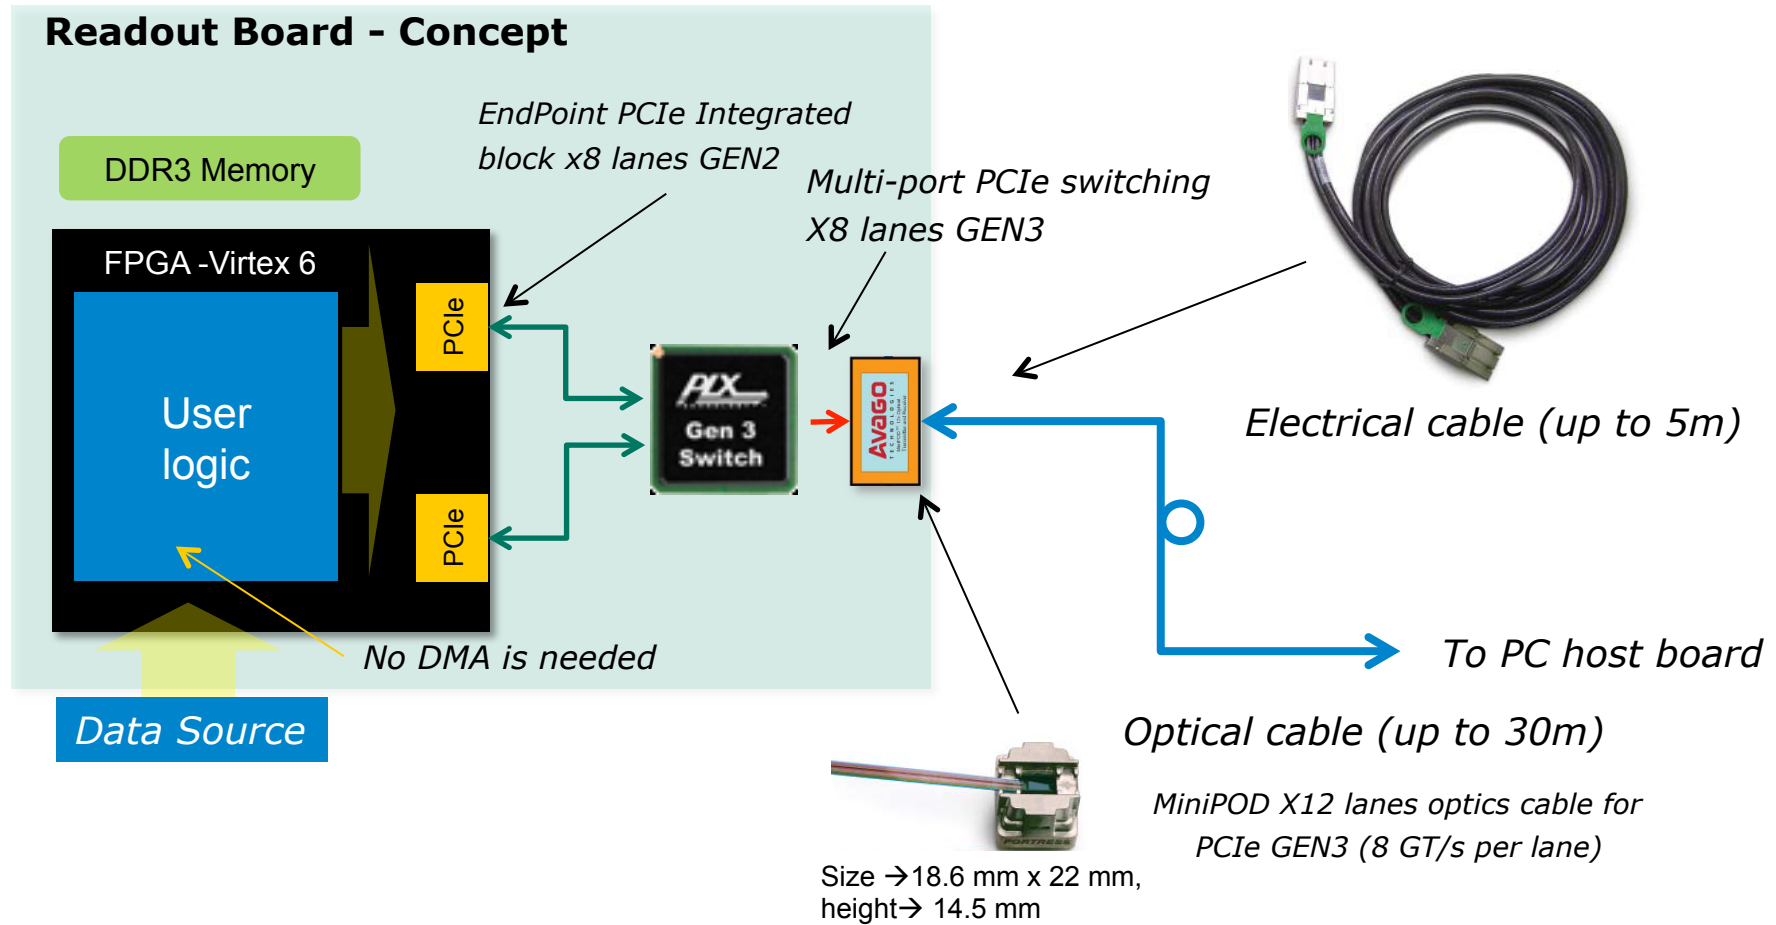 Readout Board - Concept
EndPoint PCIe Integrated
block x8 lanes GEN2
DDR3 Memory
Multi-port PCIe switching
X8 lanes GEN3
FPGA -Virtex 6
PCIe
User
logic
PLX
Gen 3
Switch
AVAGO
TECHNOLOGIES
Electrical cable (up to 5m)
PCIe
No DMA is needed
To PC host board
Data Source
Optical cable (up to 30m)
MiniPOD X12 lanes optics cable for
PCIe GEN3 (8 GT/s per lane)
FORTRESS
Size →18.6 mm x 22 mm,
height→ 14.5 mm